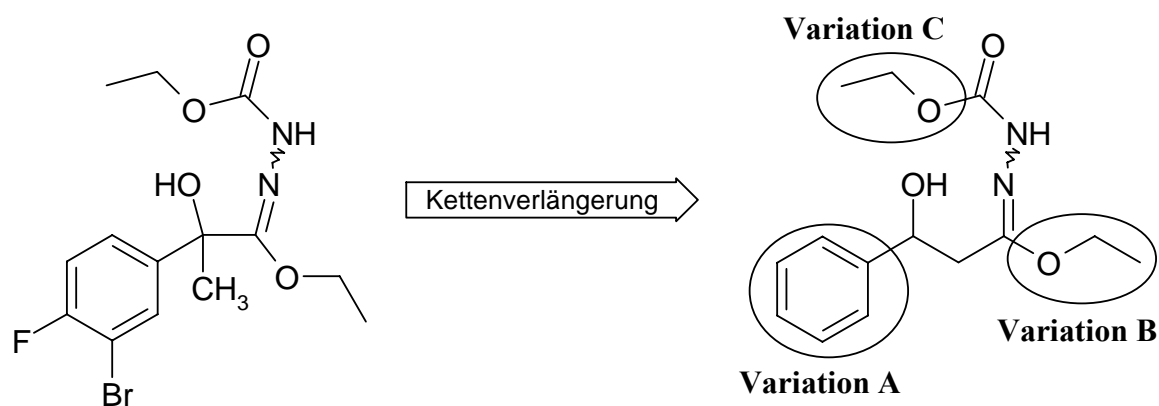 Variation C
O
O
NH
HO
N
CH3
O
F
Br
Kettenverlängerung
O
O
NH
OH
N
O
Variation B
Variation A